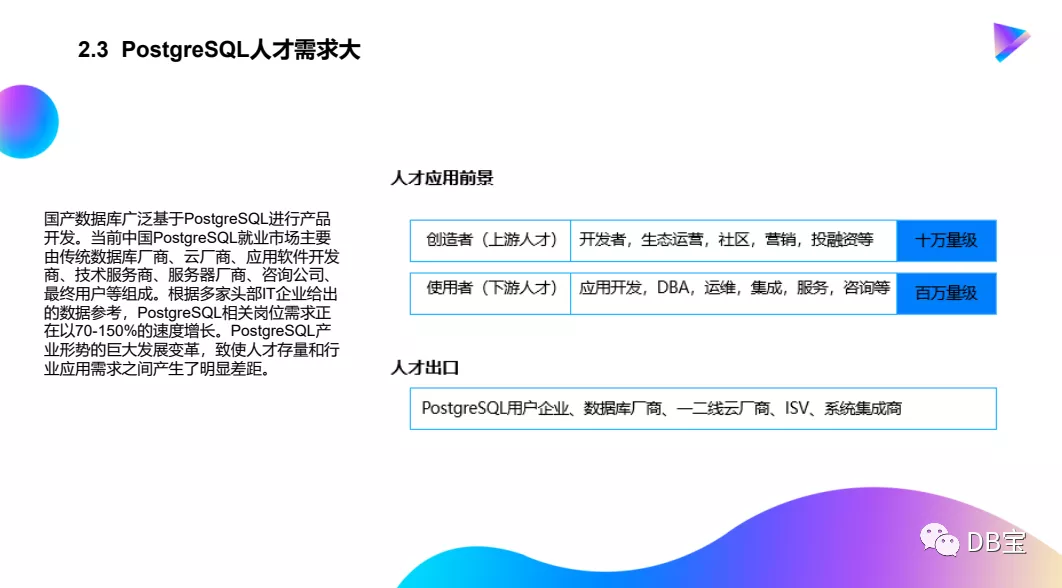 2.3 PostgreSQL人才需求大
国产数据库广泛基于PostgreSQL进行产品
开发。当前中国PostgreSQL就业市场主要
由传统数据库厂商、云厂商、应用软件开发
商、技术服务商、服务器厂商、咨询公司、
最终用户等组成。根据多家头部IT企业给出
的数据参考，PostgreSQL相关岗位需求正
在以70-150%的速度增长。PostgreSQL产
业形势的巨大发展变革，致使人才存量和行
业应用需求之间产生了明显差距。
人才应用前景
创造者（上游人才） 开发者，生态运营，社区，营销，投融资等 十万量级
使用者（下游人才） 应用开发，DBA，运维，集成，服务，咨询等 百万量级
人才出口
PostgreSQL用户企业、数据库厂商、一二线云厂商、ISV、系统集成商
DB宝